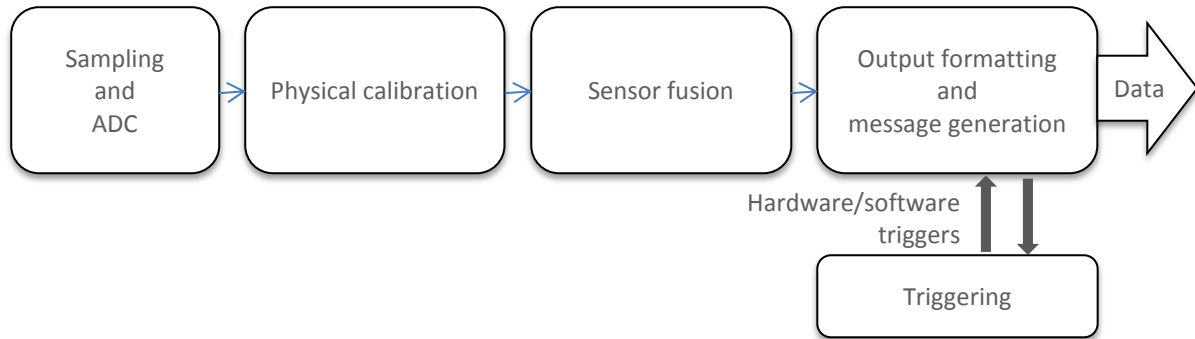 Sampling
and
ADC
Physical calibration
Sensor fusion
Output formatting
and
message generation
Data
Hardware/software
triggers
Triggering